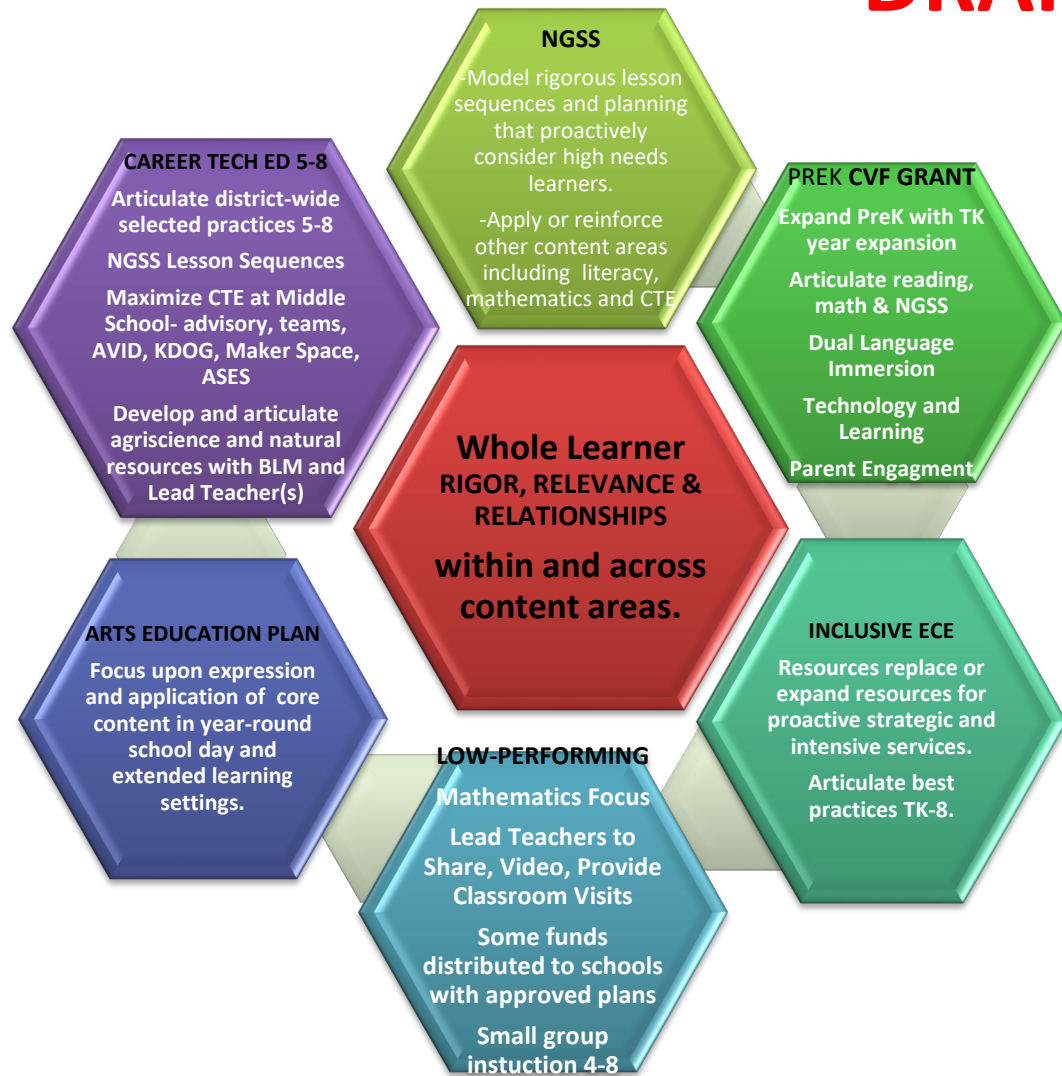 DRAF
NGSS
-Model rigorous lesson
sequences and planning
that proactively
consider high needs
learners.
-Apply or reinforce
other content areas
including literacy,
mathematics and CTE
CAREER TECH ED 5-8
Articulate district-wide
selected practices 5-8
NGSS Lesson Sequences
Maximize CTE at Middle
School- advisory, teams,
AVID, KDOG, Maker Space,
ASES
Develop and articulate
agriscience and natural
resources with BLM and
Lead Teacher(s)
PREK CVF GRANT
Expand PreK with TK
year expansion
Articulate reading,
math & NGSS
Dual Language
Immersion
Technology and
Learning
Parent Engagment
Whole Learner
RIGOR, RELEVANCE &
RELATIONSHIPS
within and across
content areas.
ARTS EDUCATION PLAN
Focus upon expression
and application of core
content in year-round
school day and
extended learning
settings.
INCLUSIVE ECE
Resources replace or
expand resources for
proactive strategic and
intensive services.
Articulate best
practices TK-8.
LOW-PERFORMING
Mathematics Focus
Lead Teachers to
Share, Video, Provide
Classroom Visits
Some funds
distributed to schools
with approved plans
Small group
instuction 4-8